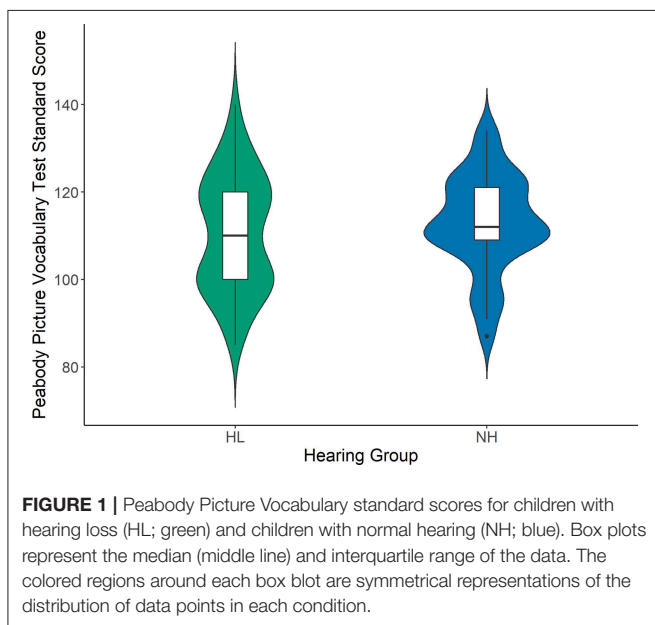 Peabody Picture Vocabulary Test Standard Score
140
120
100
80
HL
NH
Hearing Group
FIGURE 1 | Peabody Picture Vocabulary standard scores for children with
hearing loss (HL; green) and children with normal hearing (NH; blue). Box plots
represent the median (middle line) and interquartile range of the data. The
colored regions around each box blot are symmetrical representations of the
distribution of data points in each condition.